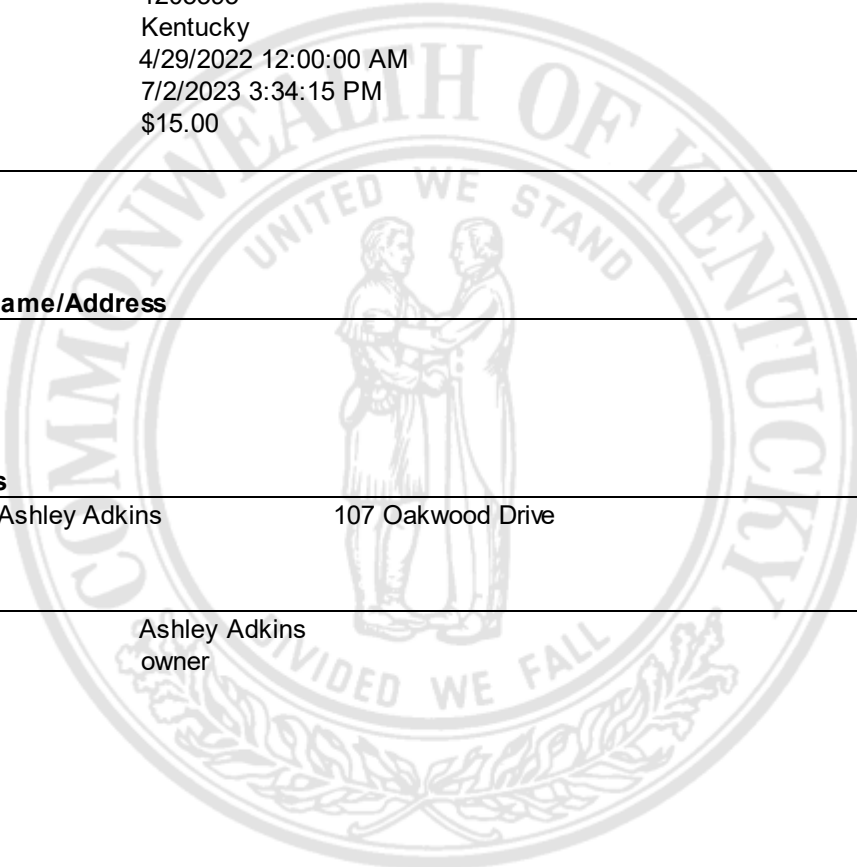 Kentucky
4/29/2022 12:00:00 AM
7/2/2023 3:34:15 PM
$15.00
COMMONWEALTH OF KENTUCKY
UNITED WE STAND
ame/Address
s
Ashley Adkins 107 Oakwood Drive
Ashley Adkins
owner
DIVIDED WE FALL